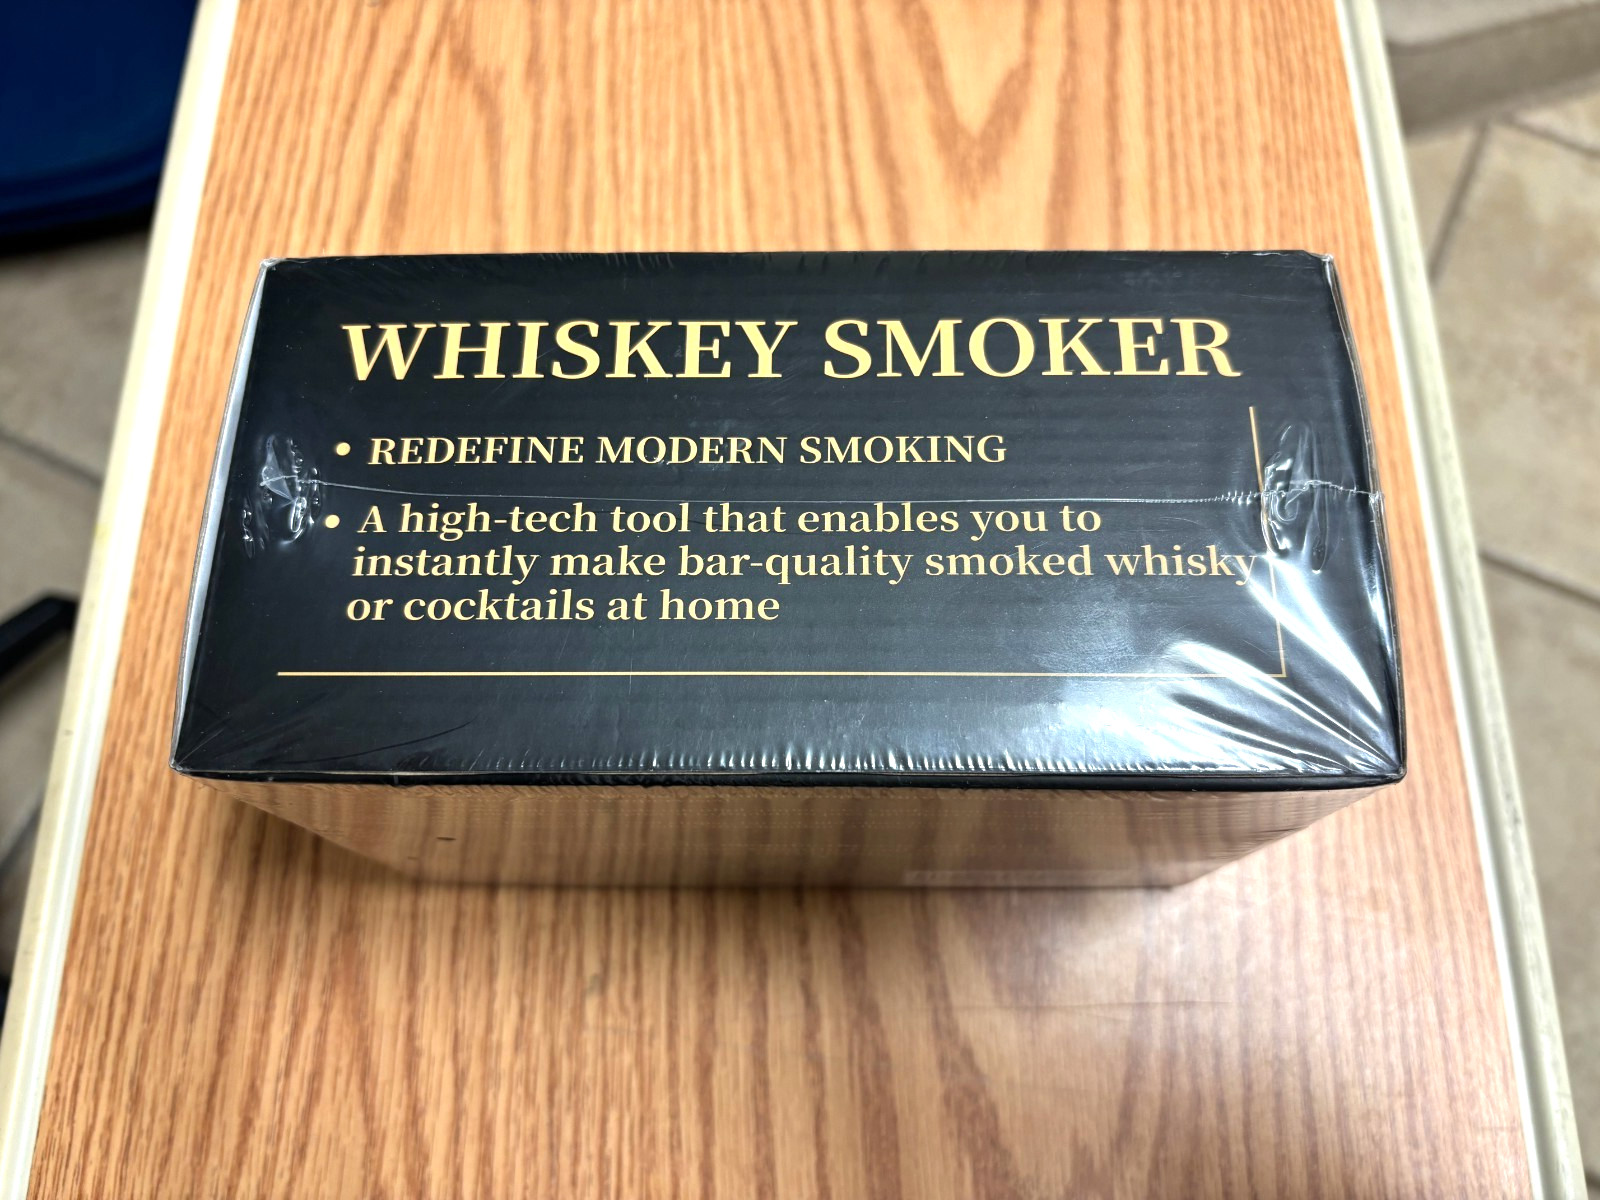 WHISKEY SMOKER
• REDEFINE MODERN SMOKING
• A high-tech tool that enables you to
instantly make bar-quality smoked whisky
or cocktails at home